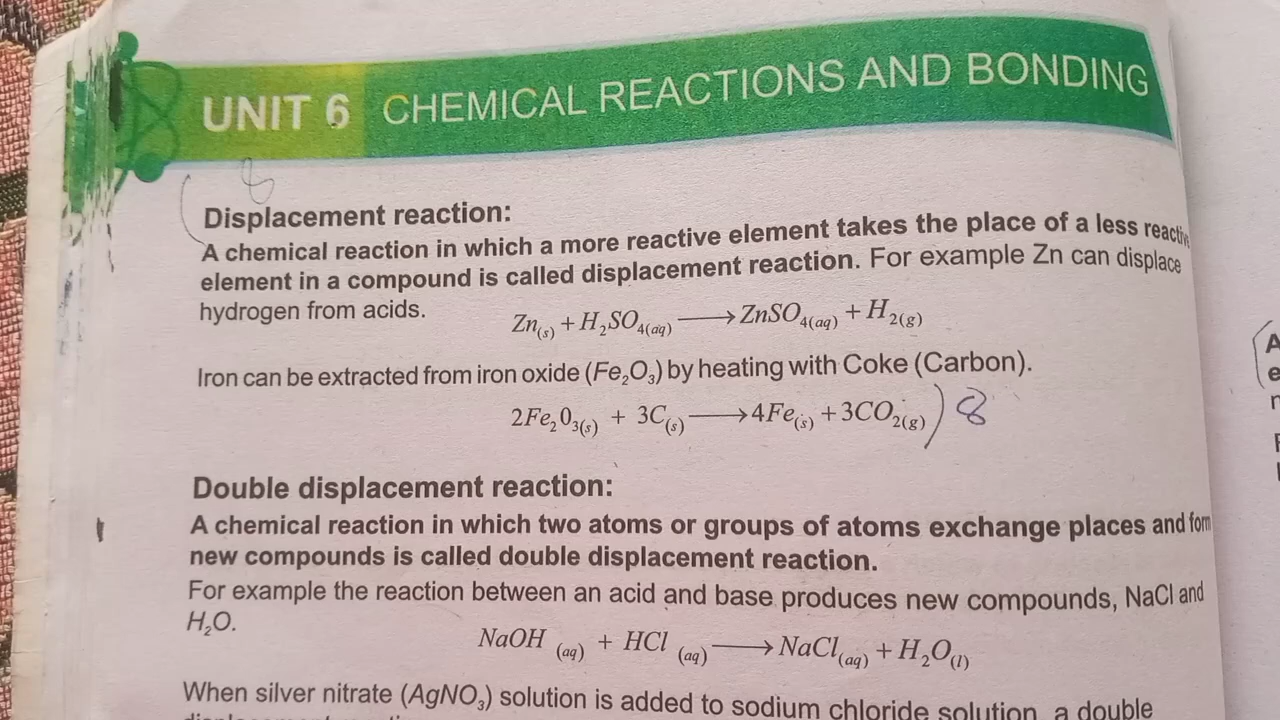 UNIT 6 CHEMICAL REACTIONS AND BONDING
8
Displacement reaction:
A chemical reaction in which a more reactive element takes the place of a less reactive
element in a compound is called displacement reaction. For example Zn can displace
hydrogen from acids.
Zn(s) + H₂SO₄(aq) ⟶ ZnSO₄(aq) + H₂(g)
Iron can be extracted from iron oxide (Fe₂O₃) by heating with Coke (Carbon).
2Fe₂0₃(s) + 3C(s) ⟶ 4Fe(s) + 3CO₂(g) ) 8
Double displacement reaction:
A chemical reaction in which two atoms or groups of atoms exchange places and form
new compounds is called double displacement reaction.
For example the reaction between an acid and base produces new compounds, NaCl and
H₂O.
NaOH (aq) + HCl (aq) ⟶ NaCl(aq) + H₂O(l)
When silver nitrate (AgNO₃) solution is added to sodium chloride solution, a double